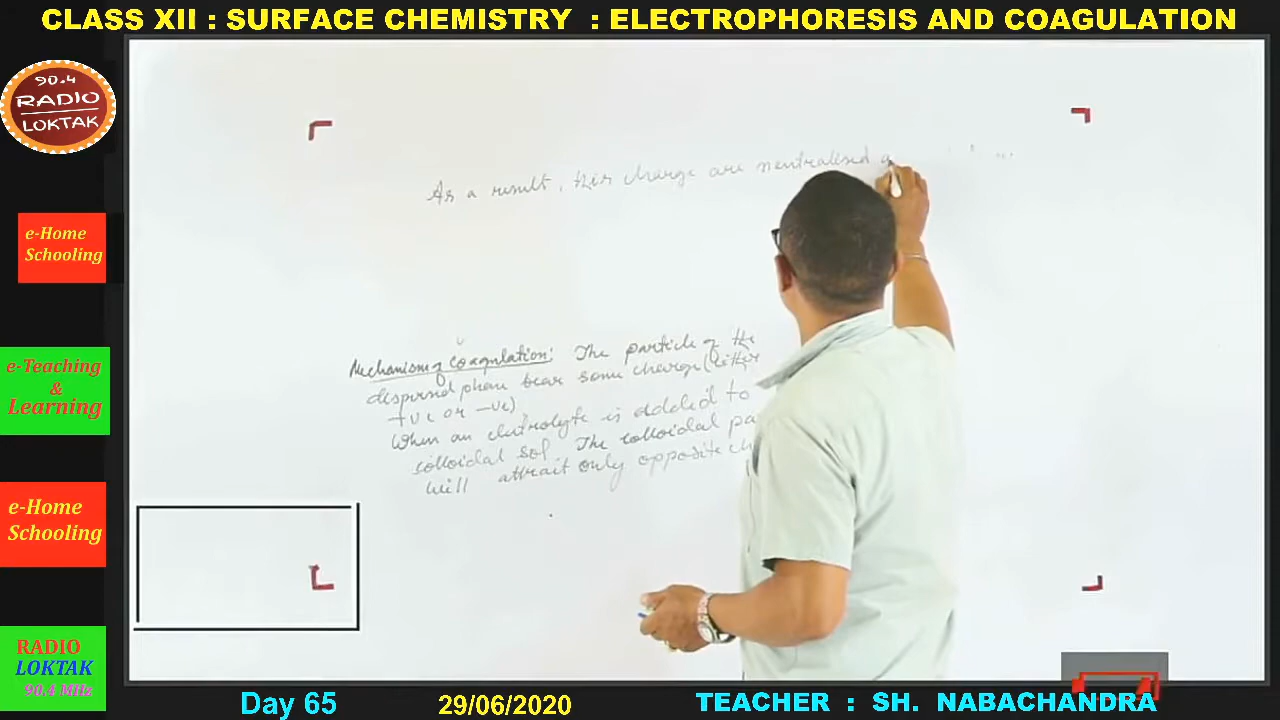 CLASS XII : SURFACE CHEMISTRY : ELECTROPHORESIS AND COAGULATION
90.4
RADIO
LOKTAK
e-Home
Schooling
e-Teaching
&
Learning
e-Home
Schooling
RADIO
LOKTAK
90.4 MHz
As a result, their charge are neutralised
Mechanism of coagulation: The particle of the
dispersed phase bear some charge (either
+ve or -ve)
When an electrolyte is added to
colloidal sol. The colloidal
will attract only opposite
Day 65
29/06/2020
TEACHER : SH. NABACHANDRA